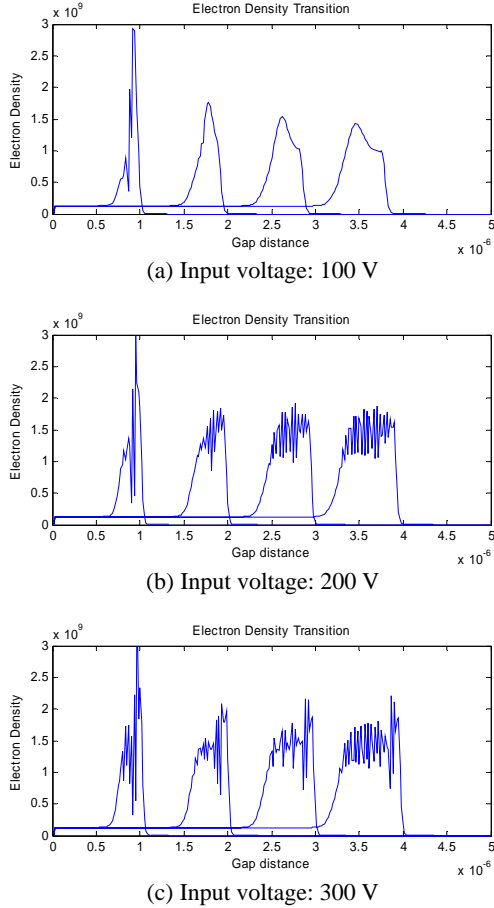 Electron Density Transition
x 10^9
3
2.5
2
1.5
1
0.5
0
Electron Density
0 0.5 1 1.5 2 2.5 3 3.5 4 4.5 5
Gap distance
x 10^-6
(a) Input voltage: 100 V
Electron Density Transition
x 10^9
3
2.5
2
1.5
1
0.5
0
Electron Density
0 0.5 1 1.5 2 2.5 3 3.5 4 4.5 5
Gap distance
x 10^-6
(b) Input voltage: 200 V
Electron Density Transition
x 10^9
3
2.5
2
1.5
1
0.5
0
Electron Density
0 0.5 1 1.5 2 2.5 3 3.5 4 4.5 5
Gap distance
x 10^-6
(c) Input voltage: 300 V